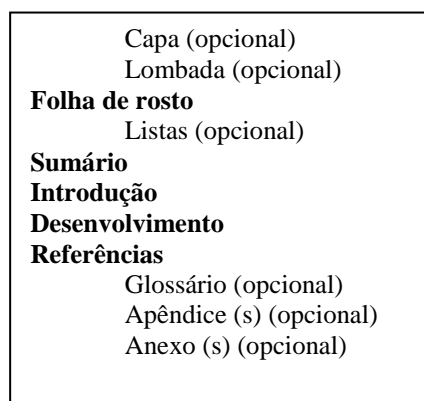 Capa (opcional)
Lombada (opcional)
Folha de rosto
Listas (opcional)
Sumário
Introdução
Desenvolvimento
Referências
Glossário (opcional)
Apêndice (s) (opcional)
Anexo (s) (opcional)